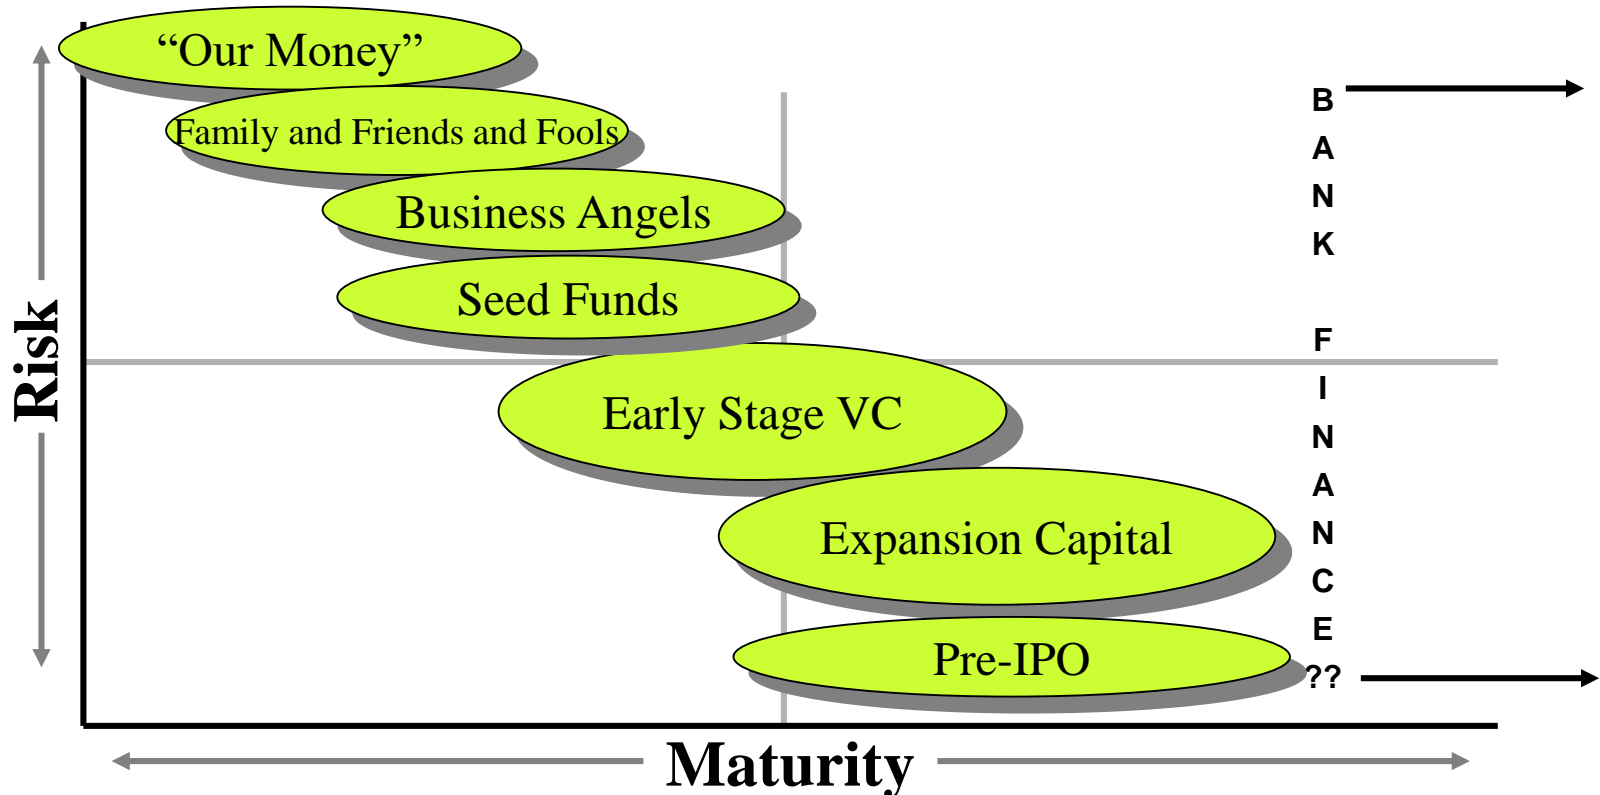 “Our Money”
Family and Friends and Fools
Business Angels
Seed Funds
Early Stage VC
Expansion Capital
Pre-IPO
Risk
Maturity
B
A
N
K
F
I
N
A
N
C
E
??